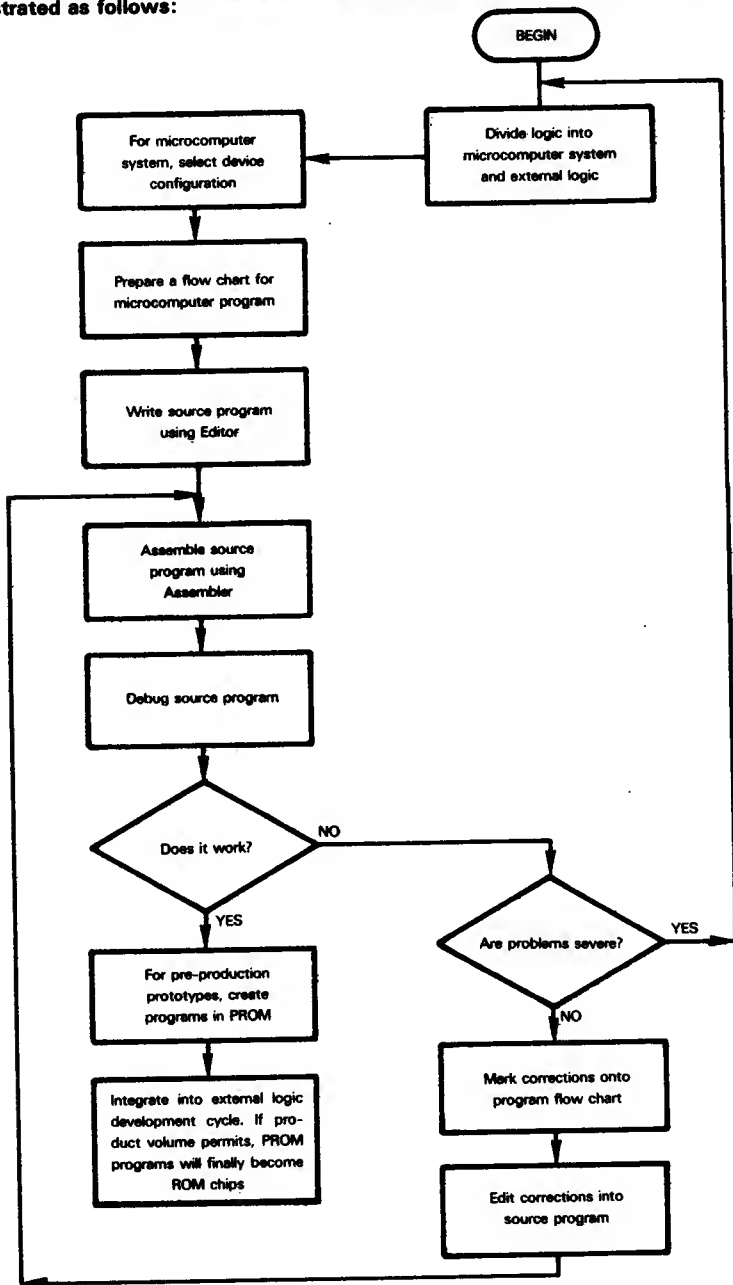 strated as follows:
BEGIN
Divide logic into
microcomputer system
and external logic
For microcomputer
system, select device
configuration
Prepare a flow chart for
microcomputer program
Write source program
using Editor
Assemble source
program using
Assembler
Debug source program
Does it work?
NO
YES
Are problems severe?
YES
NO
For pre-production
prototypes, create
programs in PROM
Integrate into external logic
development cycle. If pro-
duct volume permits, PROM
programs will finally become
ROM chips
Mark corrections onto
program flow chart
Edit corrections into
source program